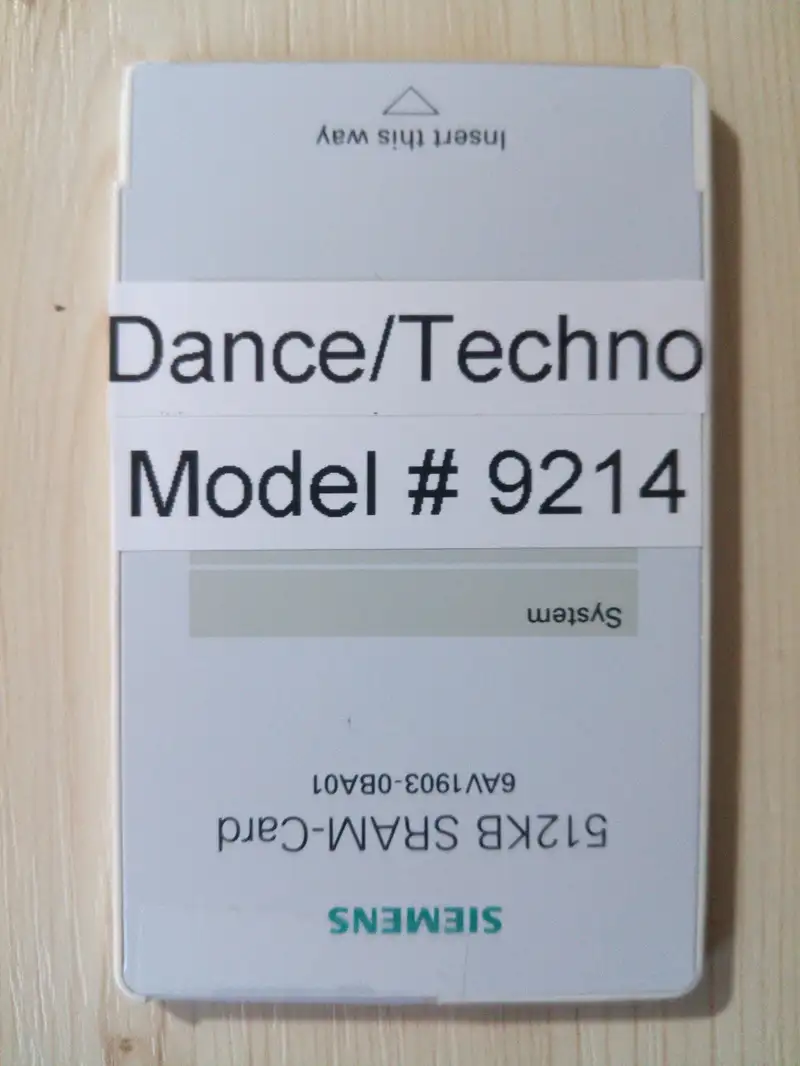 Insert this way
Dance/Techno
Model # 9214
System
6AV1903-0BA01
512KB SRAM-Card
SIEMENS